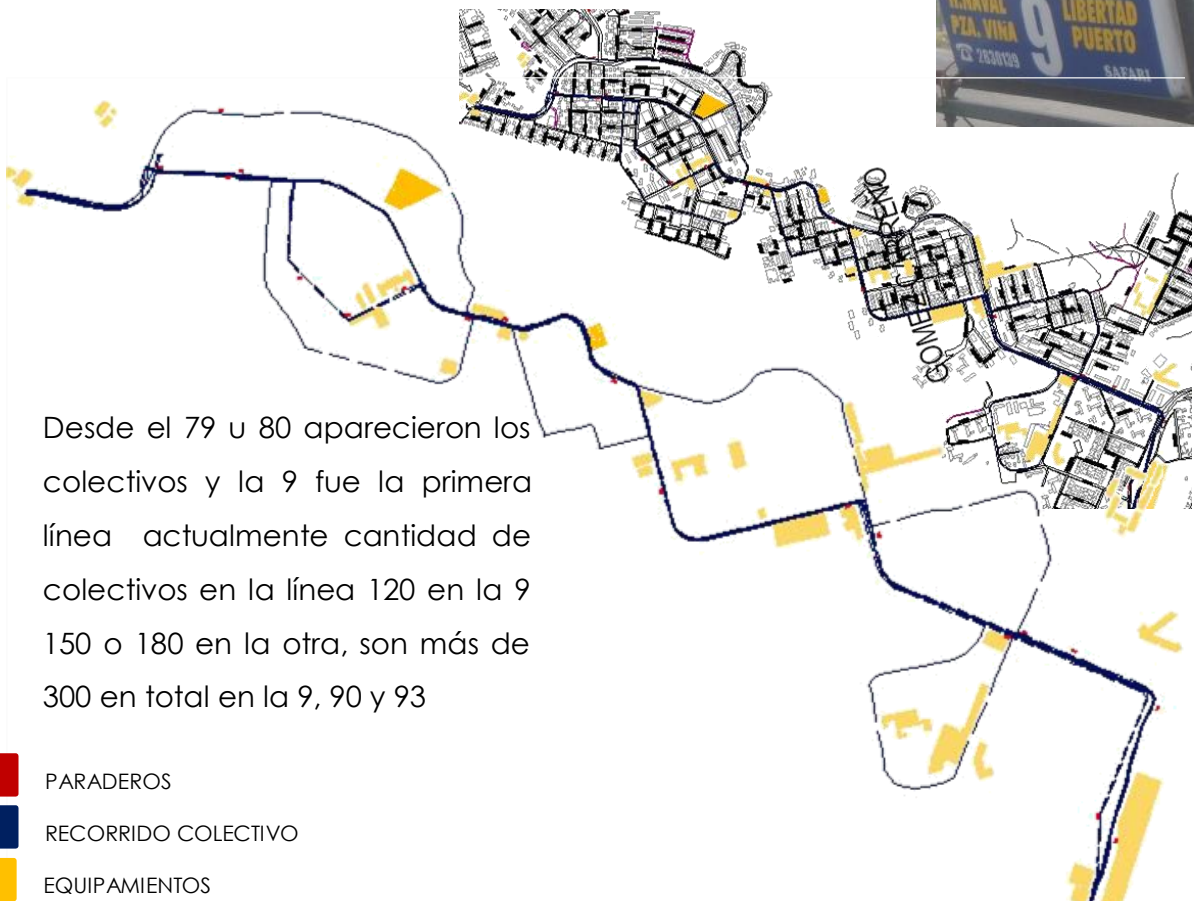 H.NAVAL
PZA. VIÑA
9
LIBERTAD
PUERTO
SAFARI
GOMEZ CARREÑO
Desde el 79 u 80 aparecieron los
colectivos y la 9 fue la primera
línea actualmente cantidad de
colectivos en la línea 120 en la 9
150 o 180 en la otra, son más de
300 en total en la 9, 90 y 93
PARADEROS
RECORRIDO COLECTIVO
EQUIPAMIENTOS